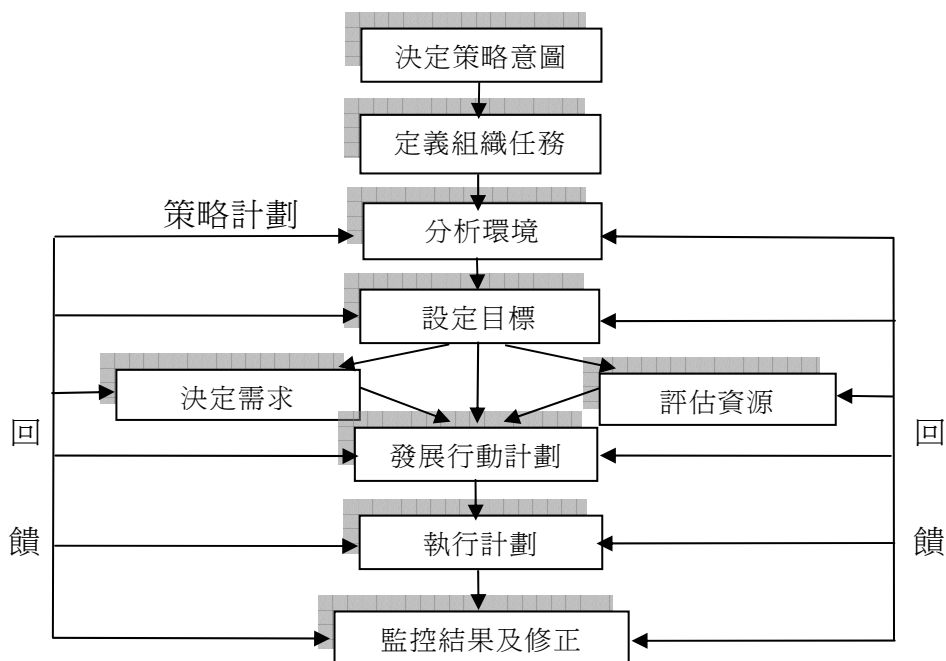 決定策略意圖
定義組織任務
策略計劃
分析環境
設定目標
決定需求
評估資源
回
饋
回
饋
發展行動計劃
執行計劃
監控結果及修正